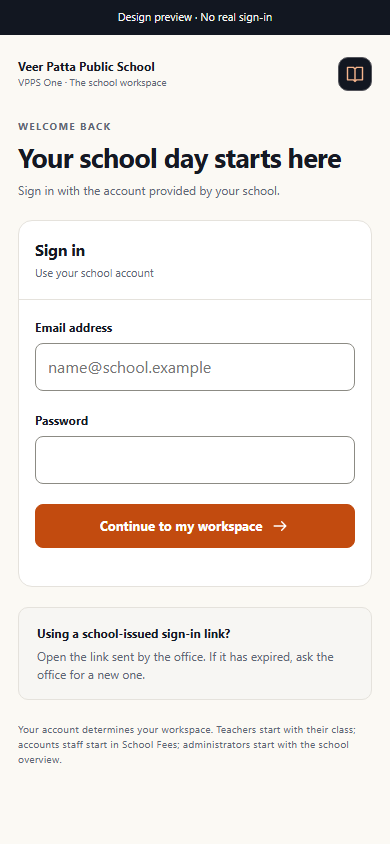 Design preview · No real sign-in
Veer Patta Public School
VPPS One · The school workspace
WELCOME BACK
Your school day starts here
Sign in with the account provided by your school.
Sign in
Use your school account
Email address
name@school.example
Password
Continue to my workspace →
Using a school-issued sign-in link?
Open the link sent by the office. If it has expired, ask the
office for a new one.
Your account determines your workspace. Teachers start with their class;
accounts staff start in School Fees; administrators start with the school
overview.